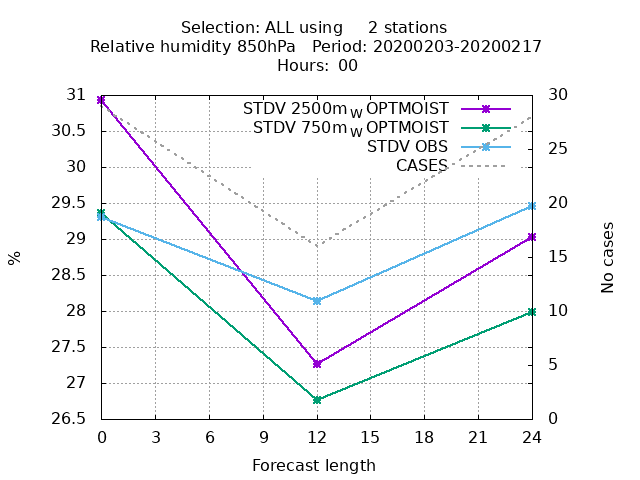 Selection: ALL using 2 stations
Relative humidity 850hPa Period: 20200203-20200217
Hours: 00
STDV 2500m_W OPTMOIST
STDV 750m_W OPTMOIST
STDV OBS
CASES
31
30.5
30
29.5
29
28.5
28
27.5
27
26.5
%
30
25
20
15
10
5
0
No cases
0 3 6 9 12 15 18 21 24
Forecast length